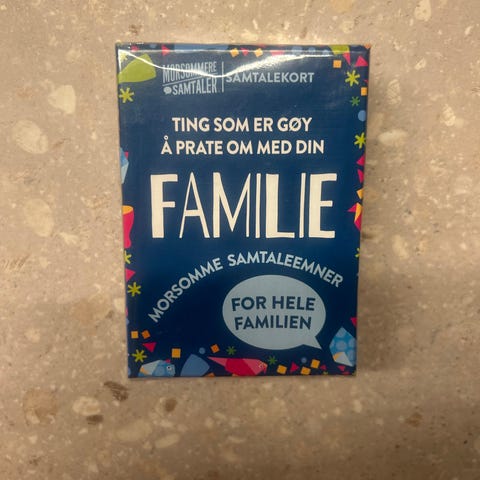 MORSOMMERE
SAMTALER | SAMTALEKORT
TING SOM ER GØY
Å PRATE OM MED DIN
FAMILIE
MORSOMME SAMTALEEMNER
FOR HELE
FAMILIEN